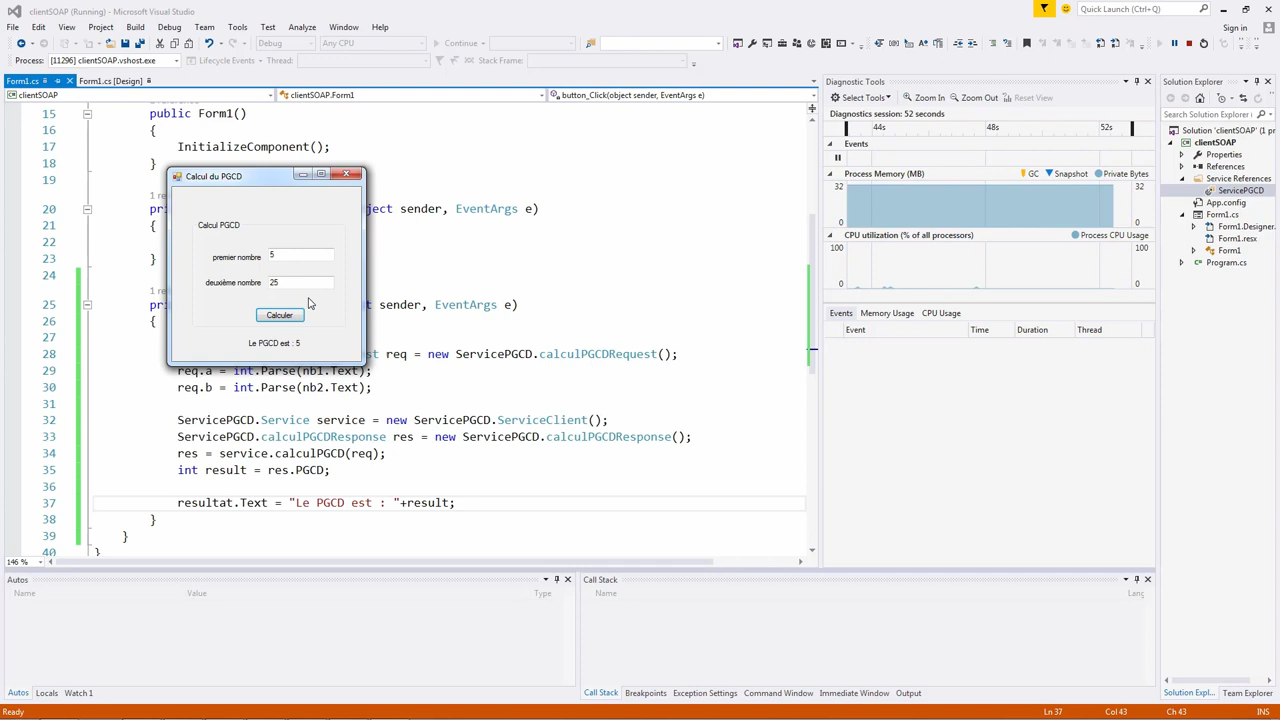 clientSOAP (Running) - Microsoft Visual Studio
Quick Launch (Ctrl+Q)
File Edit View Project Build Debug Team Tools Test Analyze Window Help
Sign in
Debug Any CPU Continue
Process: [11296] clientSOAP.vshost.exe Lifecycle Events Thread: Stack Frame:
Form1.cs Form1.cs [Design]
clientSOAP clientSOAP.Form1 button_Click(object sender, EventArgs e)
15 public Form1()
16 {
17 InitializeComponent();
18 }
19
20 ject sender, EventArgs e)
21 {
22
23 }
24
25 t sender, EventArgs e)
26 {
27
28 st req = new ServicePGCD.calculPGCDRequest();
29 req.a = int.Parse(nb1.Text);
30 req.b = int.Parse(nb2.Text);
31
32 ServicePGCD.Service service = new ServicePGCD.ServiceClient();
33 ServicePGCD.calculPGCDResponse res = new ServicePGCD.calculPGCDResponse();
34 res = service.calculPGCD(req);
35 int result = res.PGCD;
36
37 resultat.Text = "Le PGCD est : "+result;
38 }
39 }
40 }
146 %
Calcul du PGCD
Calcul PGCD
premier nombre 5
deuxième nombre 25
Calculer
Le PGCD est : 5
Diagnostic Tools
Select Tools Zoom In Zoom Out Reset View
Diagnostics session: 52 seconds
44s 48s 52s
Events
Process Memory (MB) GC Snapshot Private Bytes
32 32
0 0
CPU utilization (% of all processors) Process CPU Usage
100 100
0 0
Events Memory Usage CPU Usage
Event Time Duration Thread
Solution Explorer
Search Solution Explorer
Solution 'clientSOAP' (1 p
clientSOAP
Properties
References
Service References
ServicePGCD
App.config
Form1.cs
Form1.Designer.
Form1.resx
Form1
Program.cs
Autos
Name Value Type
Autos Locals Watch 1
Call Stack
Name Lang
Call Stack Breakpoints Exception Settings Command Window Immediate Window Output
Solution Expl... Team Explorer
Ready Ln 37 Col 43 Ch 43 INS